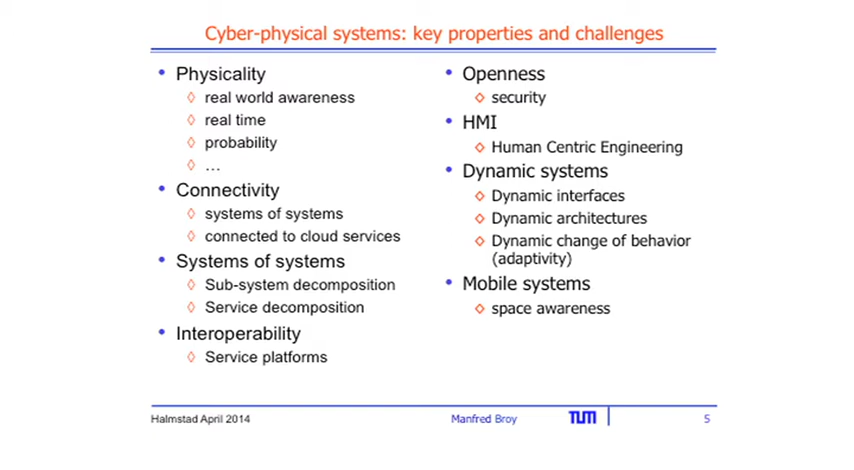 Cyber-physical systems: key properties and challenges
• Physicality
◊ real world awareness
◊ real time
◊ probability
◊ …
• Connectivity
◊ systems of systems
◊ connected to cloud services
• Systems of systems
◊ Sub-system decomposition
◊ Service decomposition
• Interoperability
◊ Service platforms
• Openness
◊ security
• HMI
◊ Human Centric Engineering
• Dynamic systems
◊ Dynamic interfaces
◊ Dynamic architectures
◊ Dynamic change of behavior
(adaptivity)
• Mobile systems
◊ space awareness
Halmstad April 2014
Manfred Broy
TUM
5